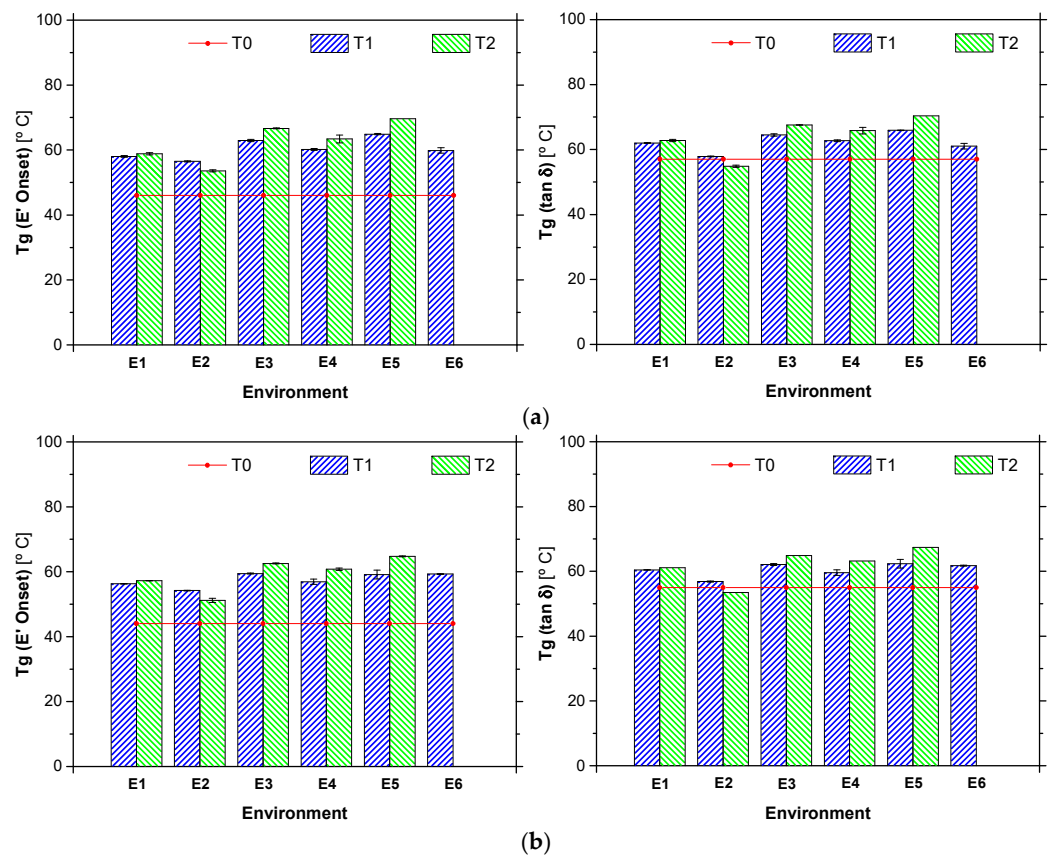 100
80
60
40
20
0
Tg (E' Onset) [º C]
T0 T1 T2
E1 E2 E3 E4 E5 E6
Environment
100
80
60
40
20
0
Tg (tan δ) [º C]
T0 T1 T2
E1 E2 E3 E4 E5 E6
Environment
(a)
100
80
60
40
20
0
Tg (E' Onset) [º C]
T0 T1 T2
E1 E2 E3 E4 E5 E6
Environment
100
80
60
40
20
0
Tg (tan δ) [º C]
T0 T1 T2
E1 E2 E3 E4 E5 E6
Environment
(b)